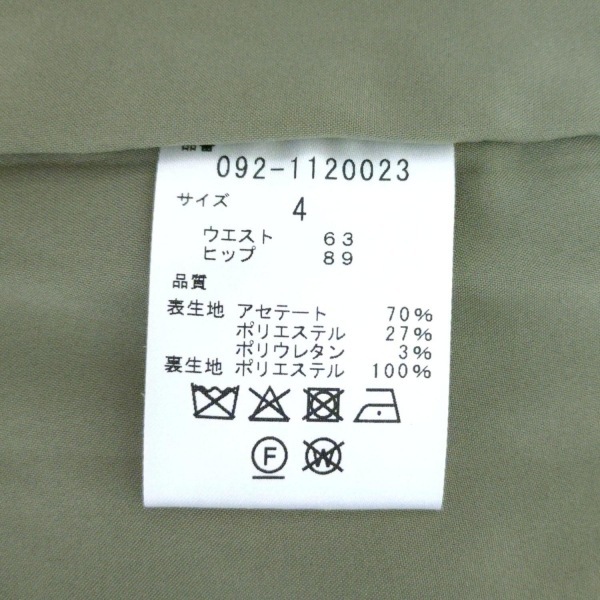 092-1120023
サイズ 4
ウエスト 63
ヒップ 89
品質
表生地 アセテート 70%
ポリエステル 27%
ポリウレタン 3%
裏生地 ポリエステル 100%
F W